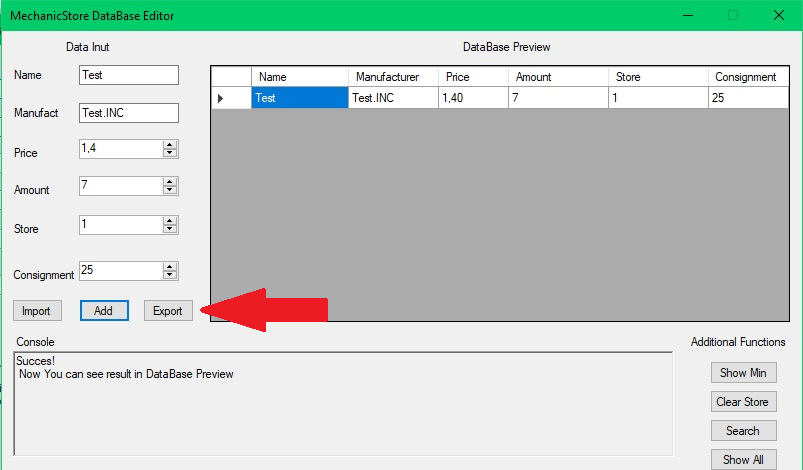 MechanicStore DataBase Editor
Data Inut
DataBase Preview
Name Test
Manufact Test.INC
Price 1,4
Amount 7
Store 1
Consignment 25
Name Manufacturer Price Amount Store Consignment
Test Test.INC 1,40 7 1 25
Import Add Export
Console
Succes!
Now You can see result in DataBase Preview
Additional Functions
Show Min
Clear Store
Search
Show All